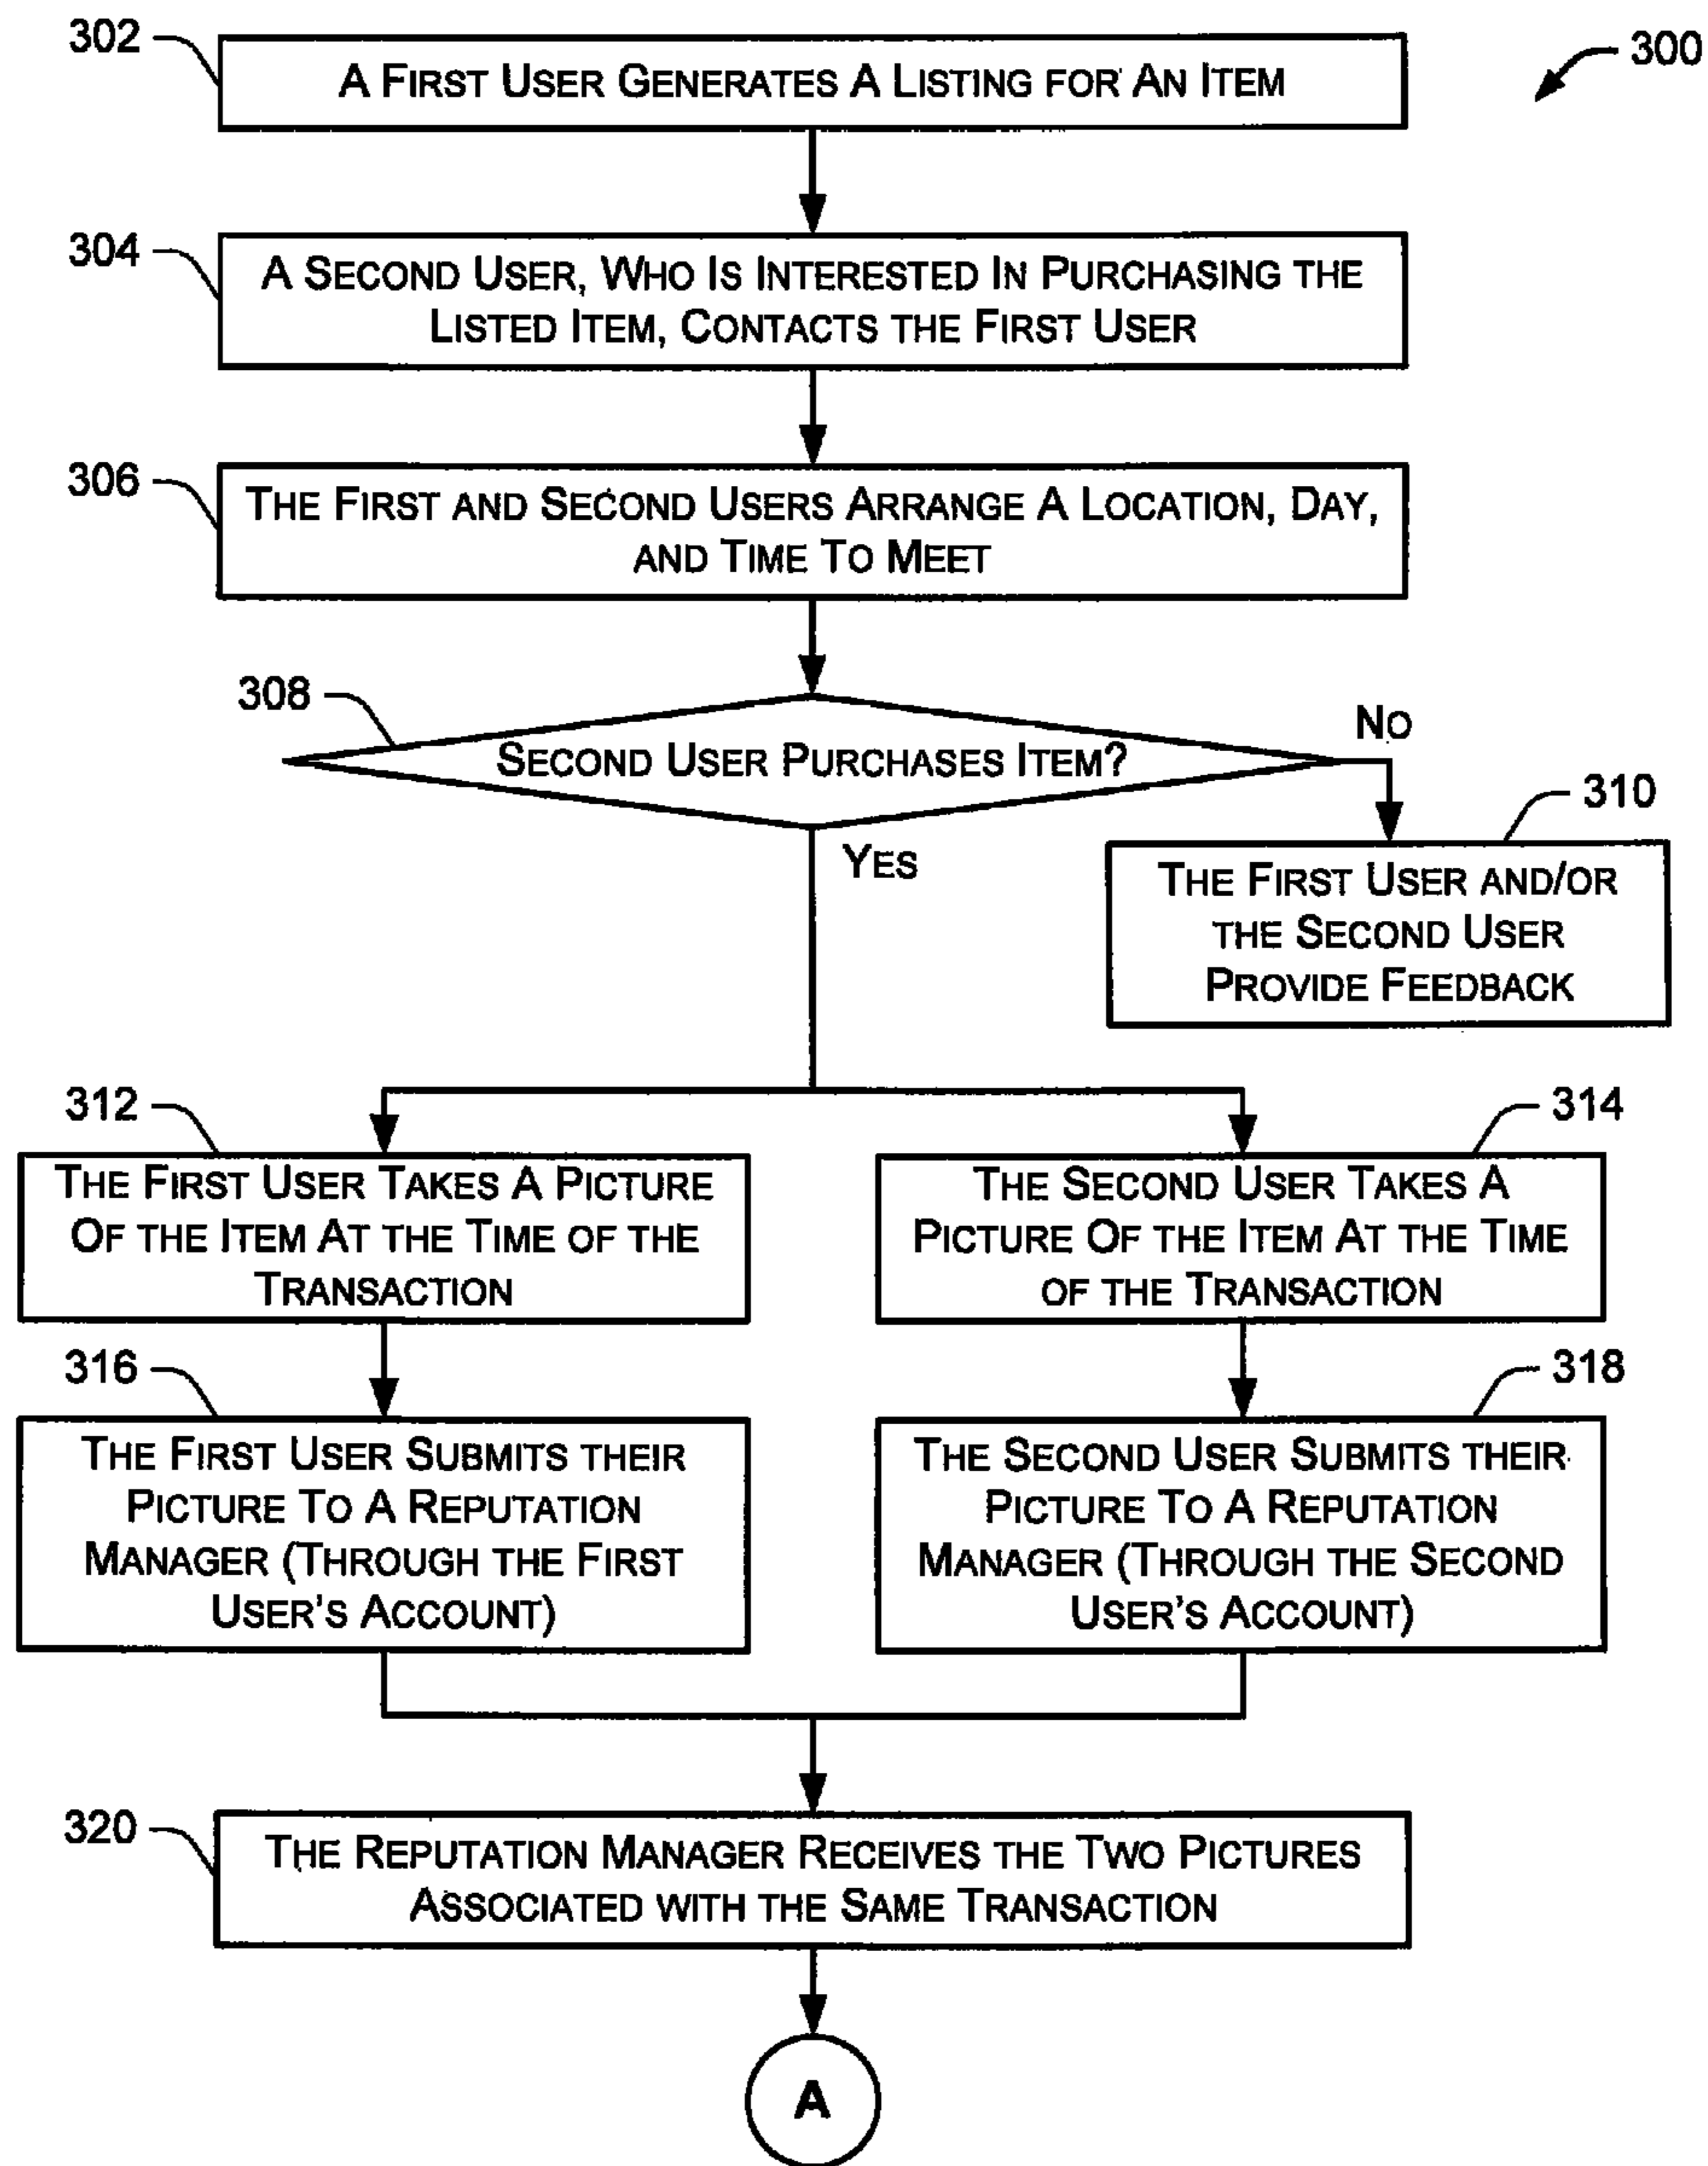 302
A FIRST USER GENERATES A LISTING FOR AN ITEM
300
304
A SECOND USER, WHO IS INTERESTED IN PURCHASING THE
LISTED ITEM, CONTACTS THE FIRST USER
306
THE FIRST AND SECOND USERS ARRANGE A LOCATION, DAY,
AND TIME TO MEET
308
SECOND USER PURCHASES ITEM?
NO
YES
310
THE FIRST USER AND/OR
THE SECOND USER
PROVIDE FEEDBACK
312
THE FIRST USER TAKES A PICTURE
OF THE ITEM AT THE TIME OF THE
TRANSACTION
314
THE SECOND USER TAKES A
PICTURE OF THE ITEM AT THE TIME
OF THE TRANSACTION
316
THE FIRST USER SUBMITS THEIR
PICTURE TO A REPUTATION
MANAGER (THROUGH THE FIRST
USER'S ACCOUNT)
318
THE SECOND USER SUBMITS THEIR
PICTURE TO A REPUTATION
MANAGER (THROUGH THE SECOND
USER'S ACCOUNT)
320
THE REPUTATION MANAGER RECEIVES THE TWO PICTURES
ASSOCIATED WITH THE SAME TRANSACTION
A